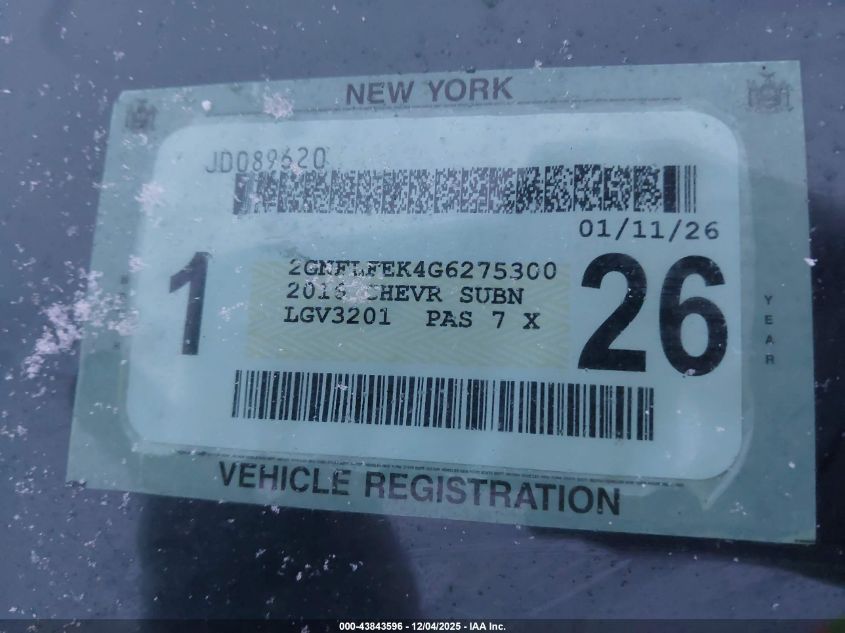 NEW YORK
JD089620
01/11/26
1
2GNFLFEK4G6275300
2016 CHEVR SUBN
LGV3201 PAS 7 X
26
YEAR
VEHICLE REGISTRATION
000-43843596 - 12/04/2025 - IAA Inc.